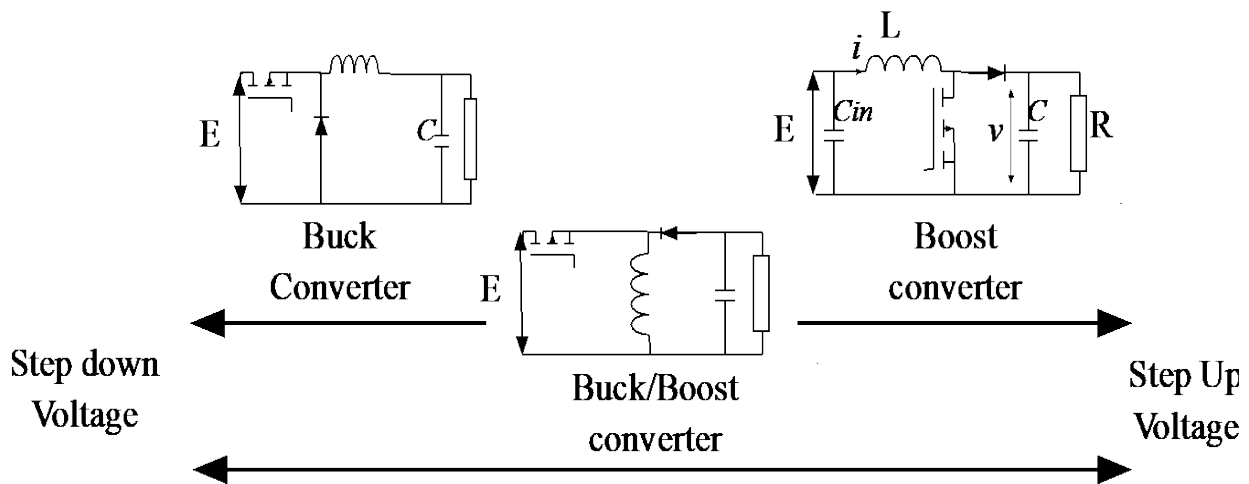 L
i
E
C
E
Cin
v
C
R
Buck
Converter
Boost
converter
E
Step down
Voltage
Buck/Boost
converter
Step Up
Voltage